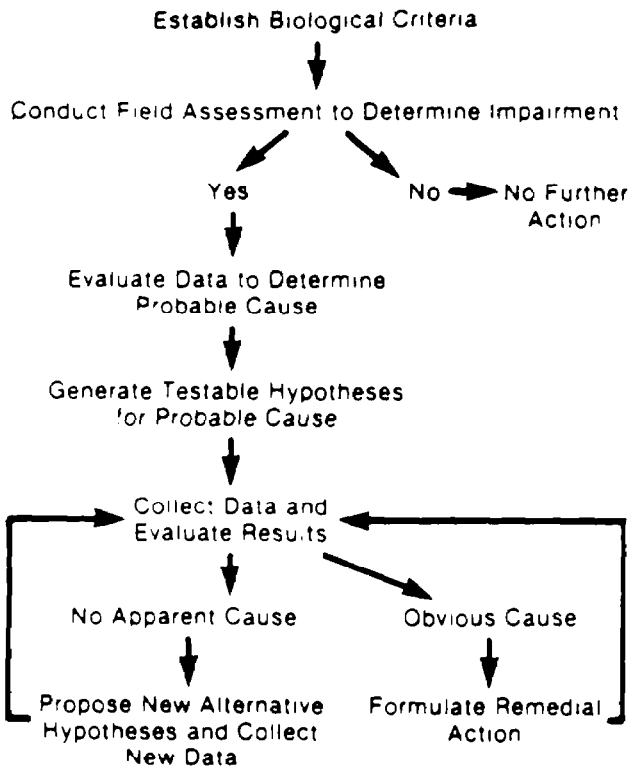 Establish Biological Criteria
Conduct Field Assessment to Determine Impairment
Yes
No
No Further
Action
Evaluate Data to Determine
Probable Cause
Generate Testable Hypotheses
for Probable Cause
Collect Data and
Evaluate Results
No Apparent Cause
Obvious Cause
Propose New Alternative
Hypotheses and Collect
New Data
Formulate Remedial
Action